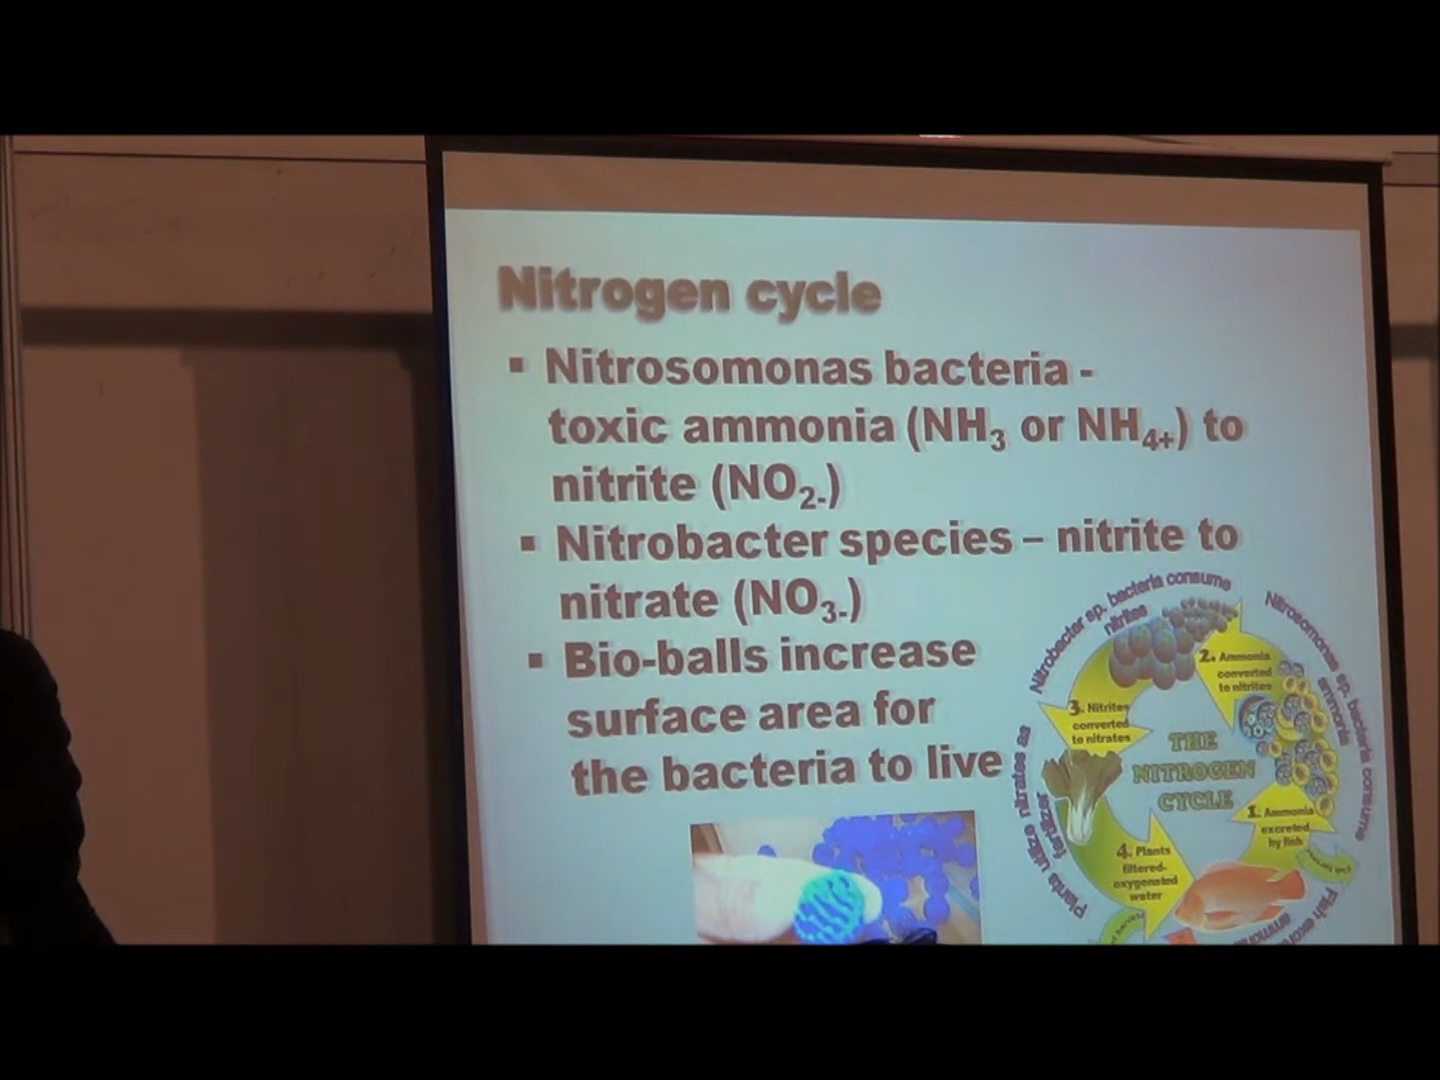 Nitrogen cycle
▪ Nitrosomonas bacteria -
toxic ammonia (NH3 or NH4+) to
nitrite (NO2-)
▪ Nitrobacter species – nitrite to
nitrate (NO3-)
▪ Bio-balls increase
surface area for
the bacteria to live
Nitrobacter sp. bacteria consume
nitrites
Nitrosomonas sp. bacteria consume
ammonia
2. Ammonia
converted
to nitrites
3. Nitrites
converted
to nitrates
THE
NITROGEN
CYCLE
1. Ammonia
excreted
by fish
4. Plants
filtered-
oxygenated
water
plants utilize nitrates as
fertilizer
Fish